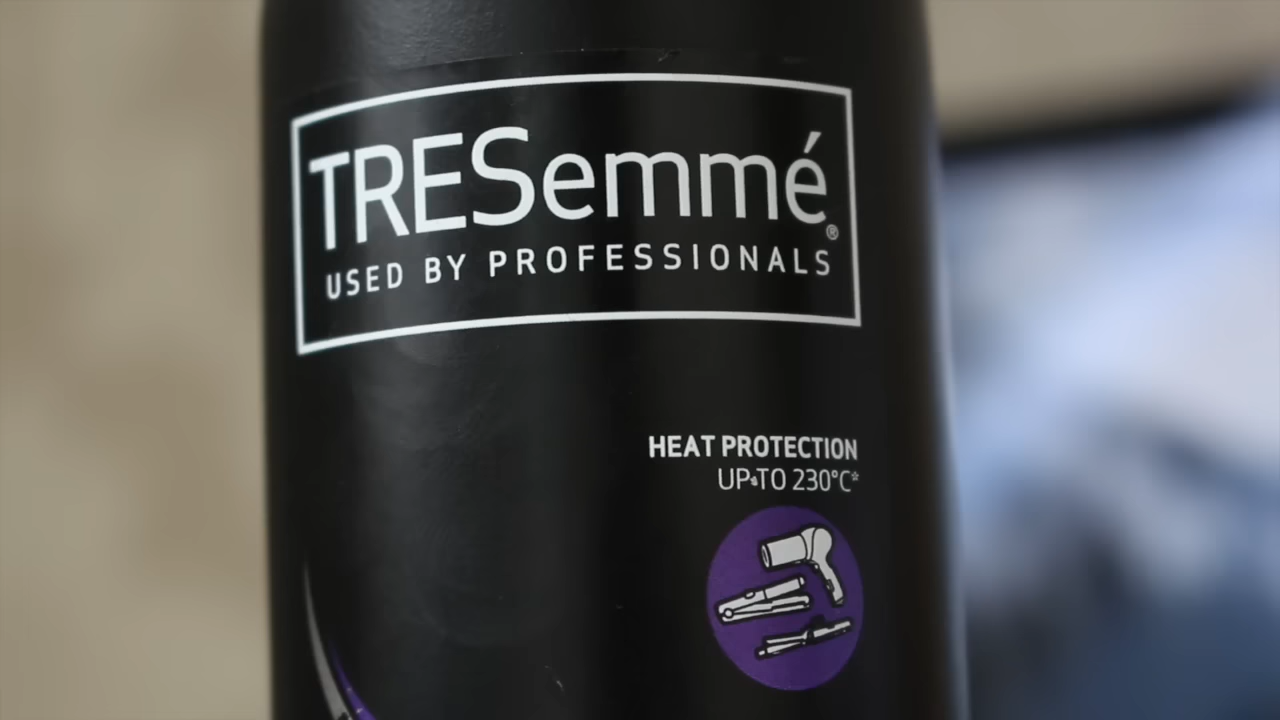 TRESemmé®
USED BY PROFESSIONALS
HEAT PROTECTION
UP TO 230°C*